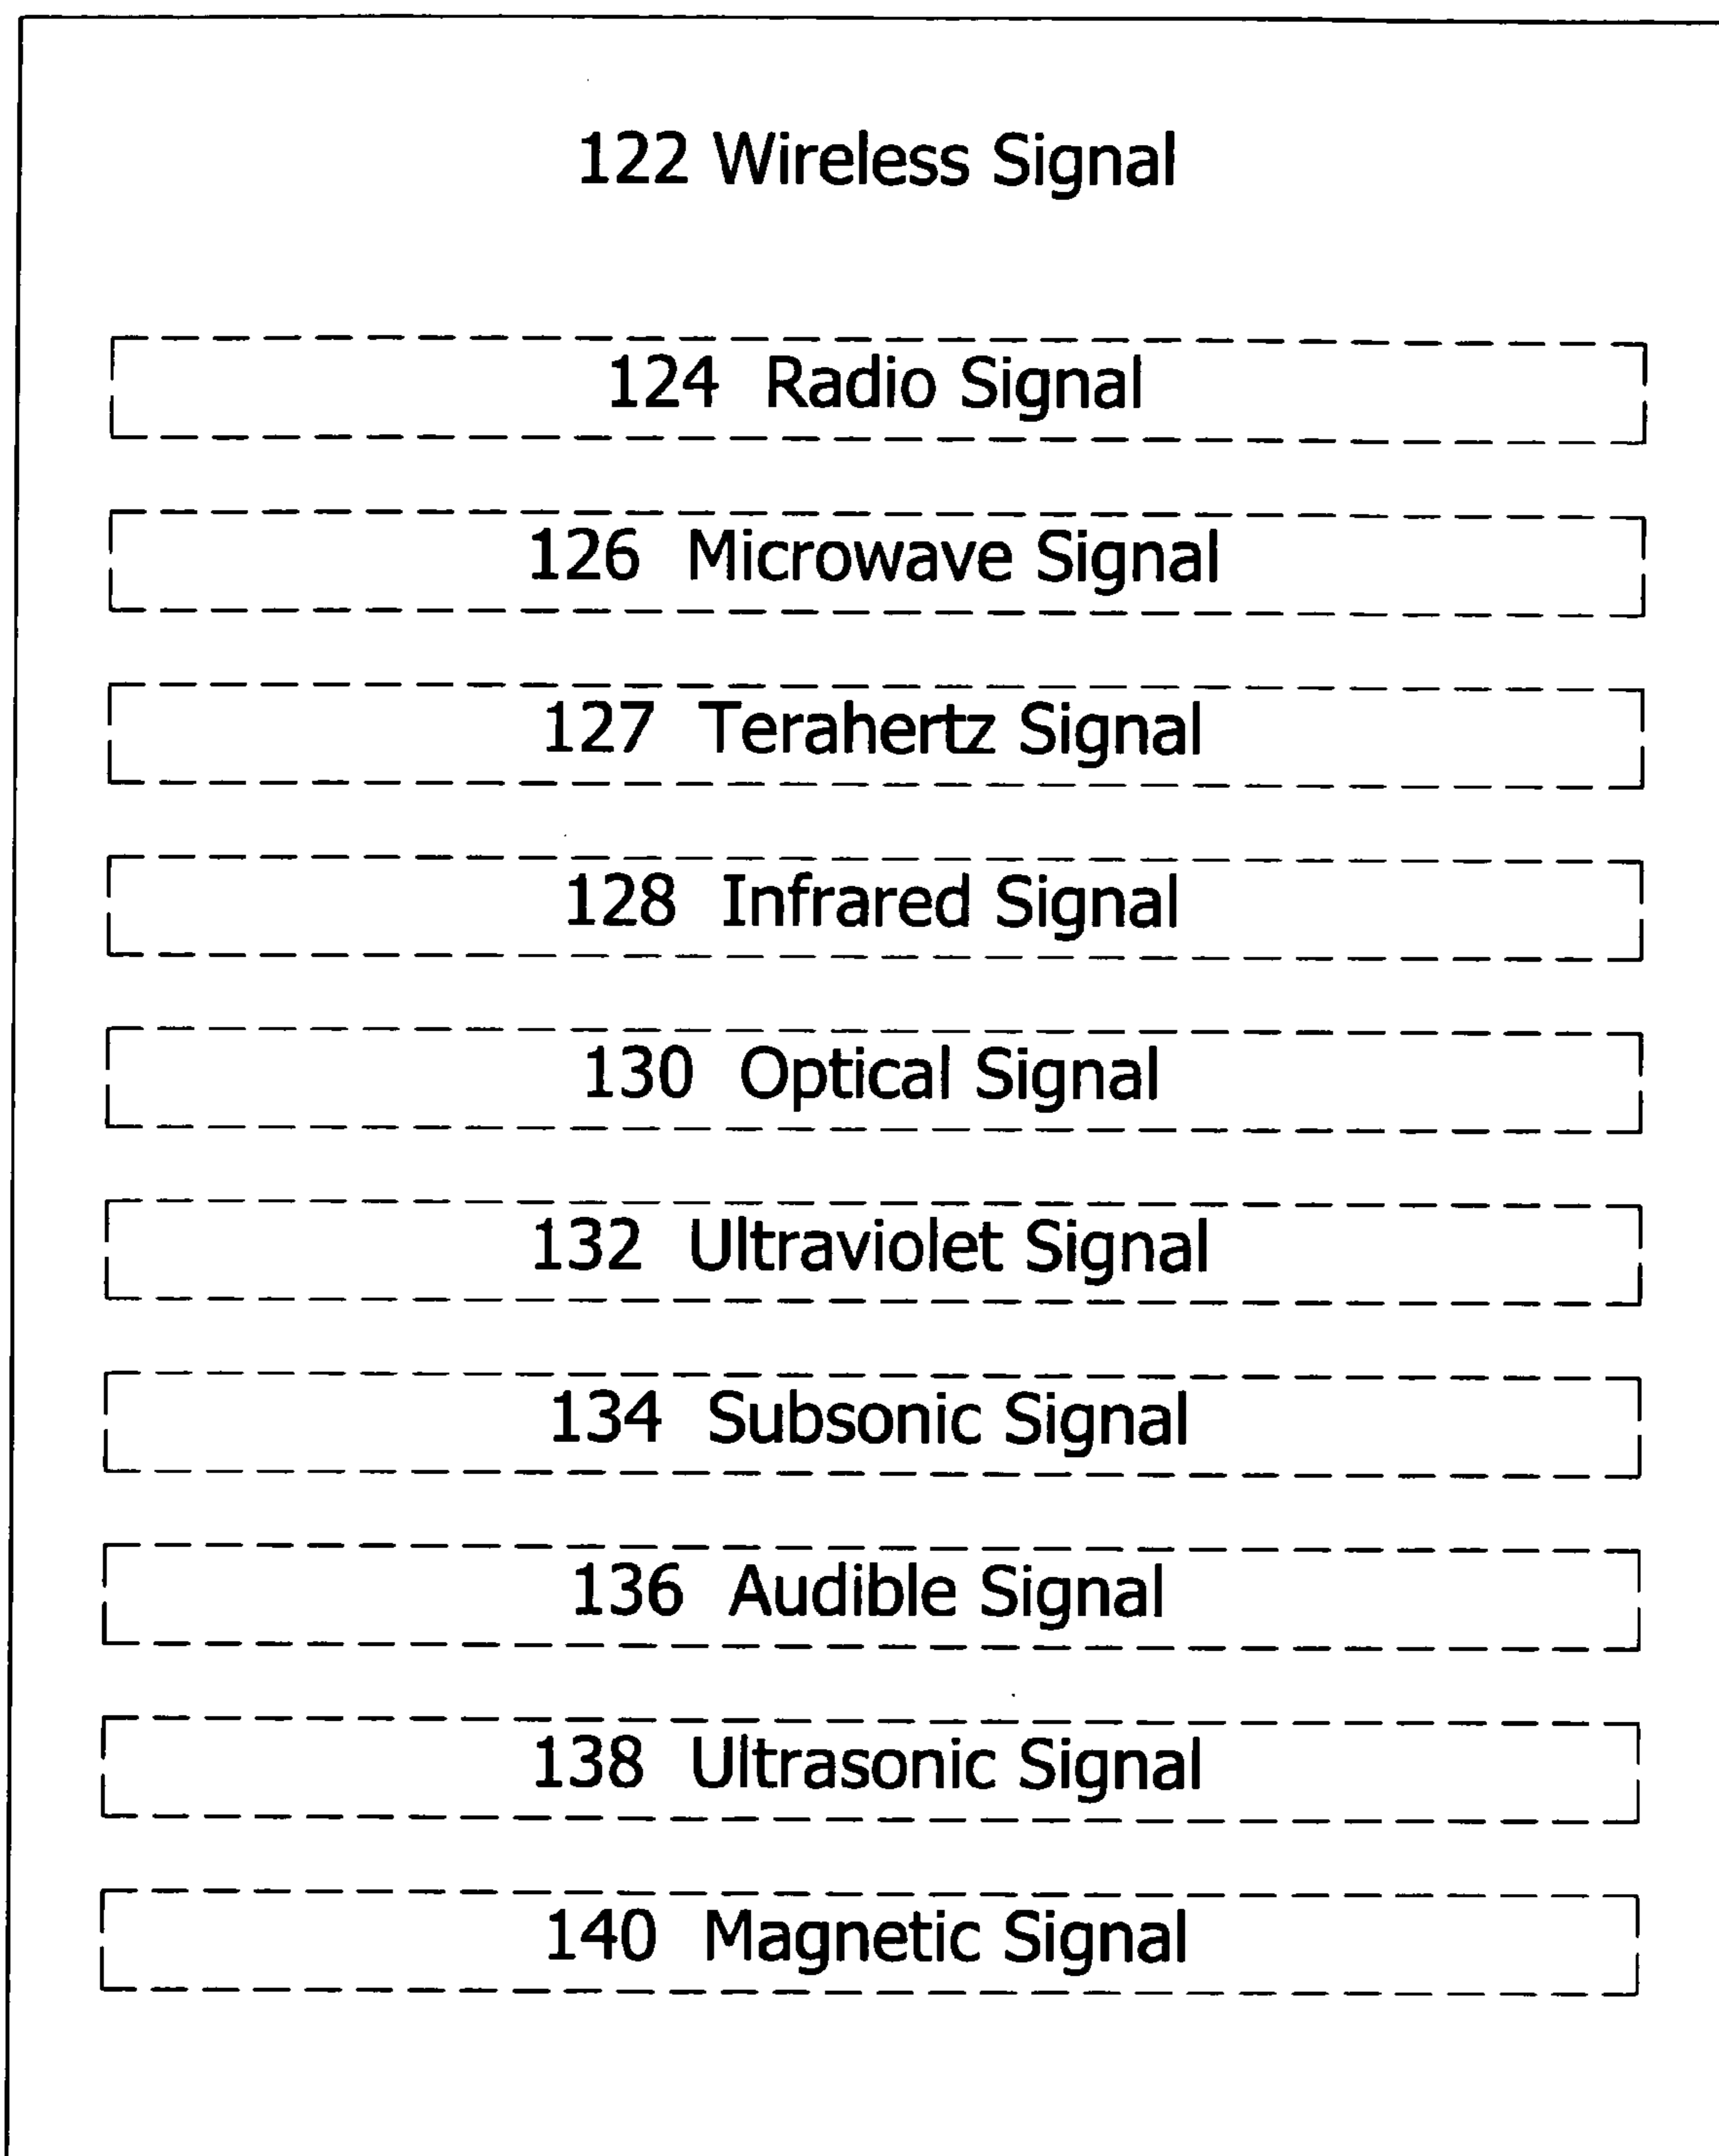 122 Wireless Signal
124 Radio Signal
126 Microwave Signal
127 Terahertz Signal
128 Infrared Signal
130 Optical Signal
132 Ultraviolet Signal
134 Subsonic Signal
136 Audible Signal
138 Ultrasonic Signal
140 Magnetic Signal